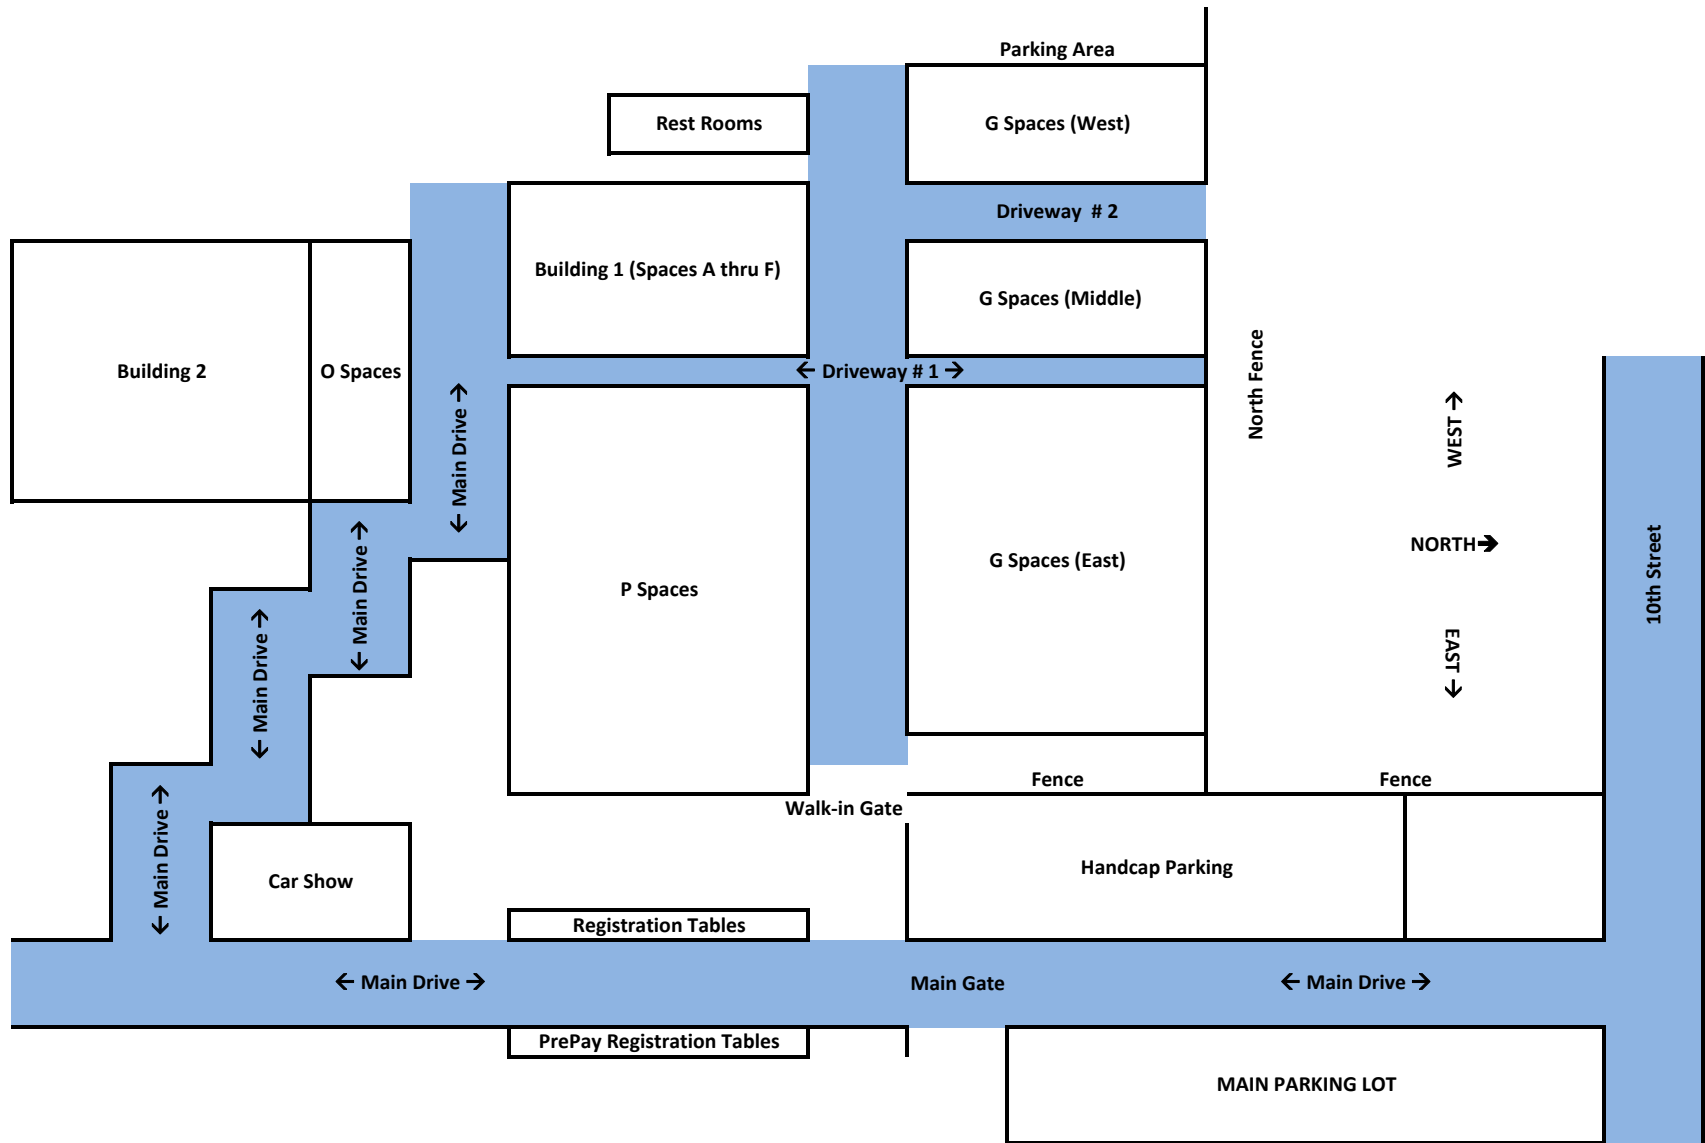 Parking Area
Rest Rooms
G Spaces (West)
Driveway # 2
Building 1 (Spaces A thru F)
G Spaces (Middle)
Building 2
O Spaces
← Driveway # 1 →
North Fence
← Main Drive →
WEST →
NORTH→
EAST →
10th Street
← Main Drive →
G Spaces (East)
P Spaces
← Main Drive →
Fence
Fence
Walk-in Gate
← Main Drive →
Car Show
Handcap Parking
Registration Tables
← Main Drive →
Main Gate
← Main Drive →
PrePay Registration Tables
MAIN PARKING LOT